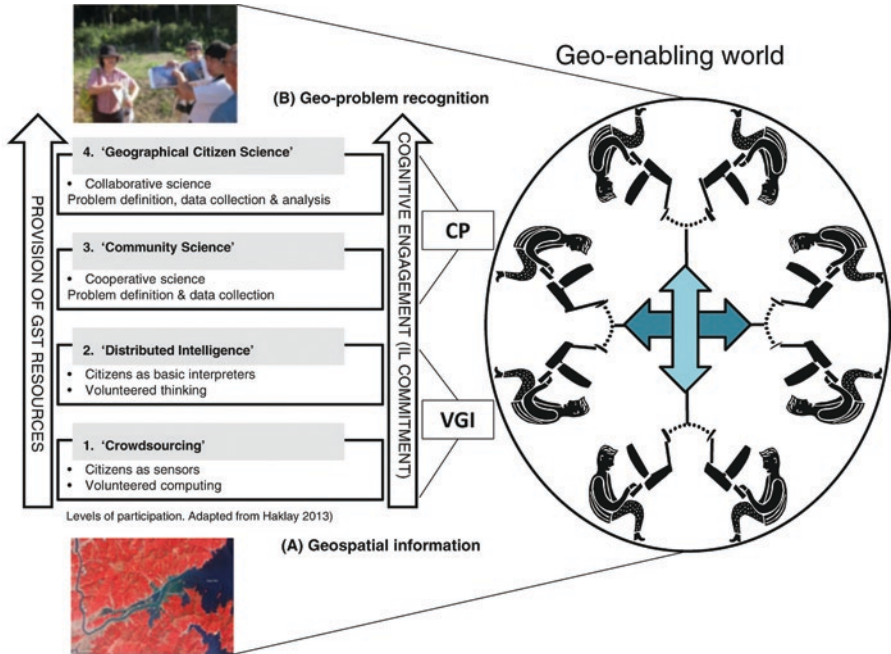 Geo-enabling world
(B) Geo-problem recognition
PROVISION OF GST RESOURCES
4. ‘Geographical Citizen Science’
• Collaborative science
Problem definition, data collection & analysis
3. ‘Community Science’
• Cooperative science
Problem definition & data collection
2. ‘Distributed Intelligence’
• Citizens as basic interpreters
• Volunteered thinking
1. ‘Crowdsourcing’
• Citizens as sensors
• Volunteered computing
COGNITIVE ENGAGEMENT (IL COMMITMENT)
CP
VGI
Levels of participation. Adapted from Haklay 2013)
(A) Geospatial information